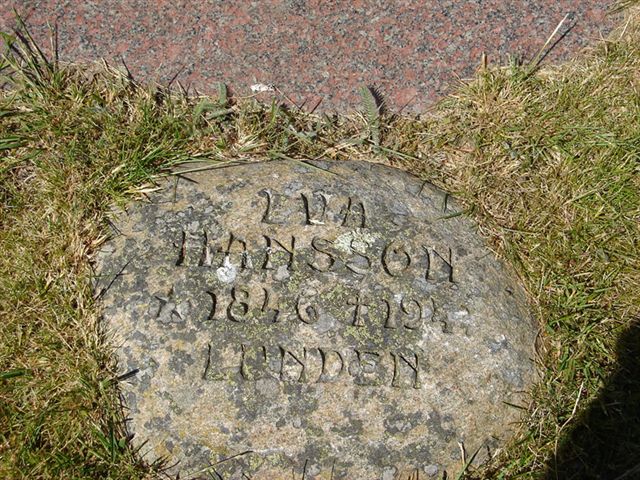 EVA
HANSSON
☆ 1846 ✝
LUNDEN